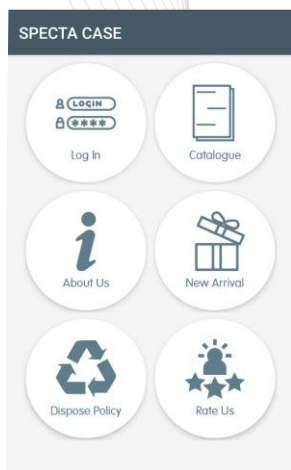 SPECTA CASE
LOGIN
****
Log In
Catalogue
About Us
New Arrival
Dispose Policy
Rate Us